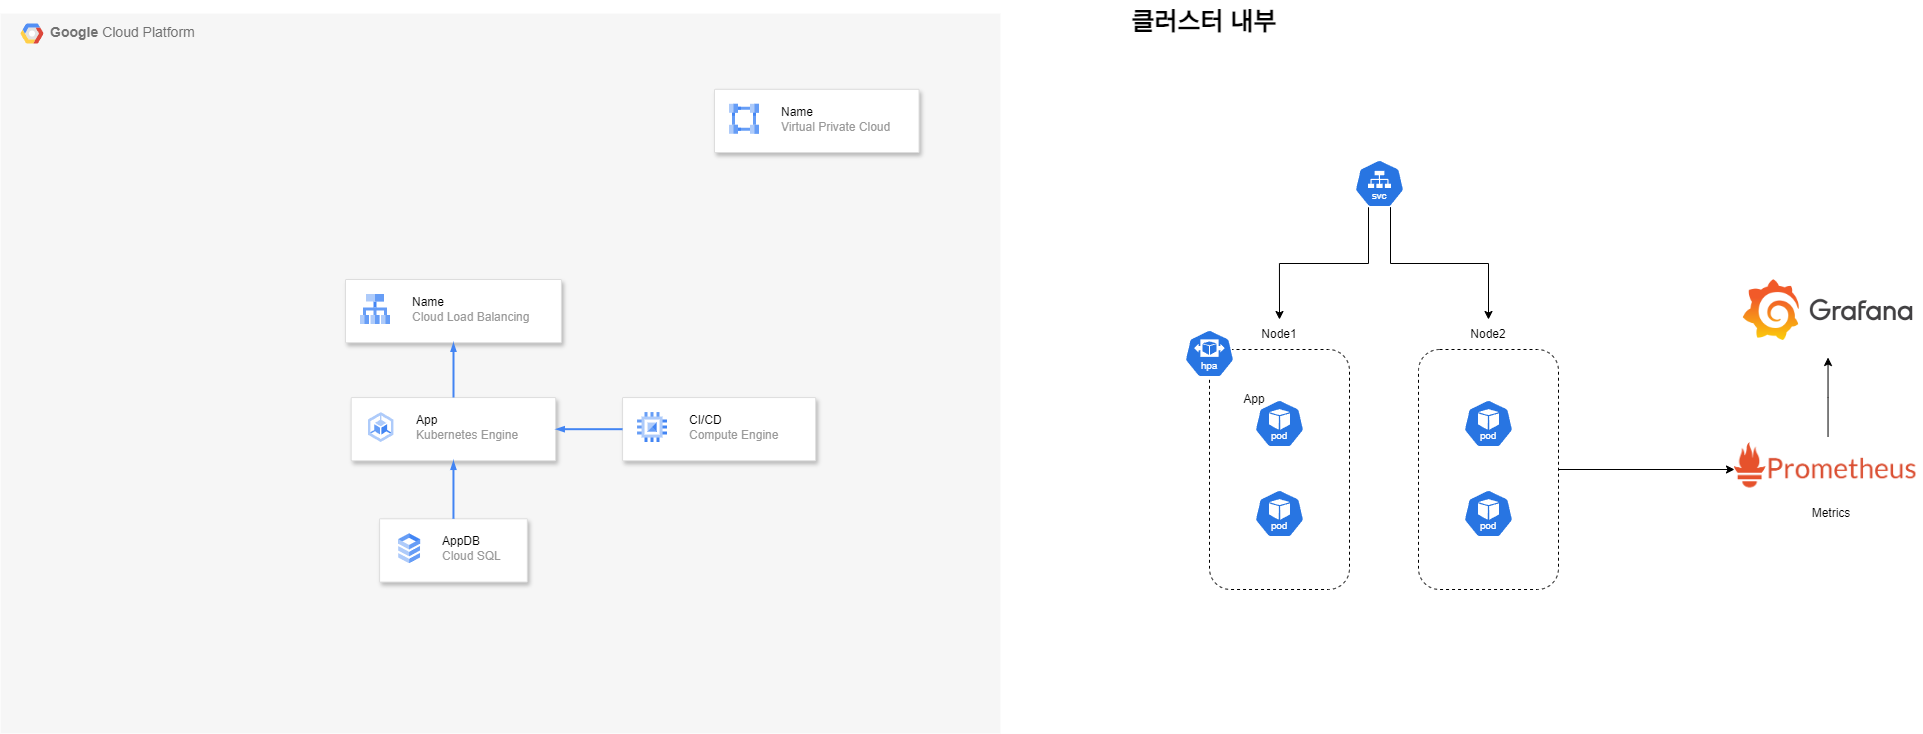 Google Cloud Platform
Name
Virtual Private Cloud
Name
Cloud Load Balancing
App
Kubernetes Engine
CI/CD
Compute Engine
AppDB
Cloud SQL
클러스터 내부
svc
Node1
Node2
hpa
App
pod
pod
pod
pod
Grafana
Prometheus
Metrics